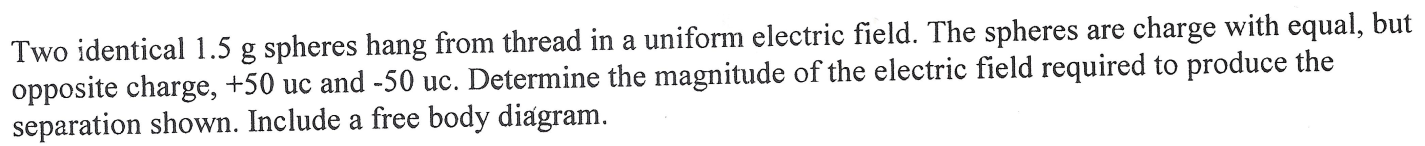 Two identical 1.5 g spheres hang from thread in a uniform electric field. The spheres are charge with equal, but
opposite charge, +50 uc and -50 uc. Determine the magnitude of the electric field required to produce the
separation shown. Include a free body diagram.